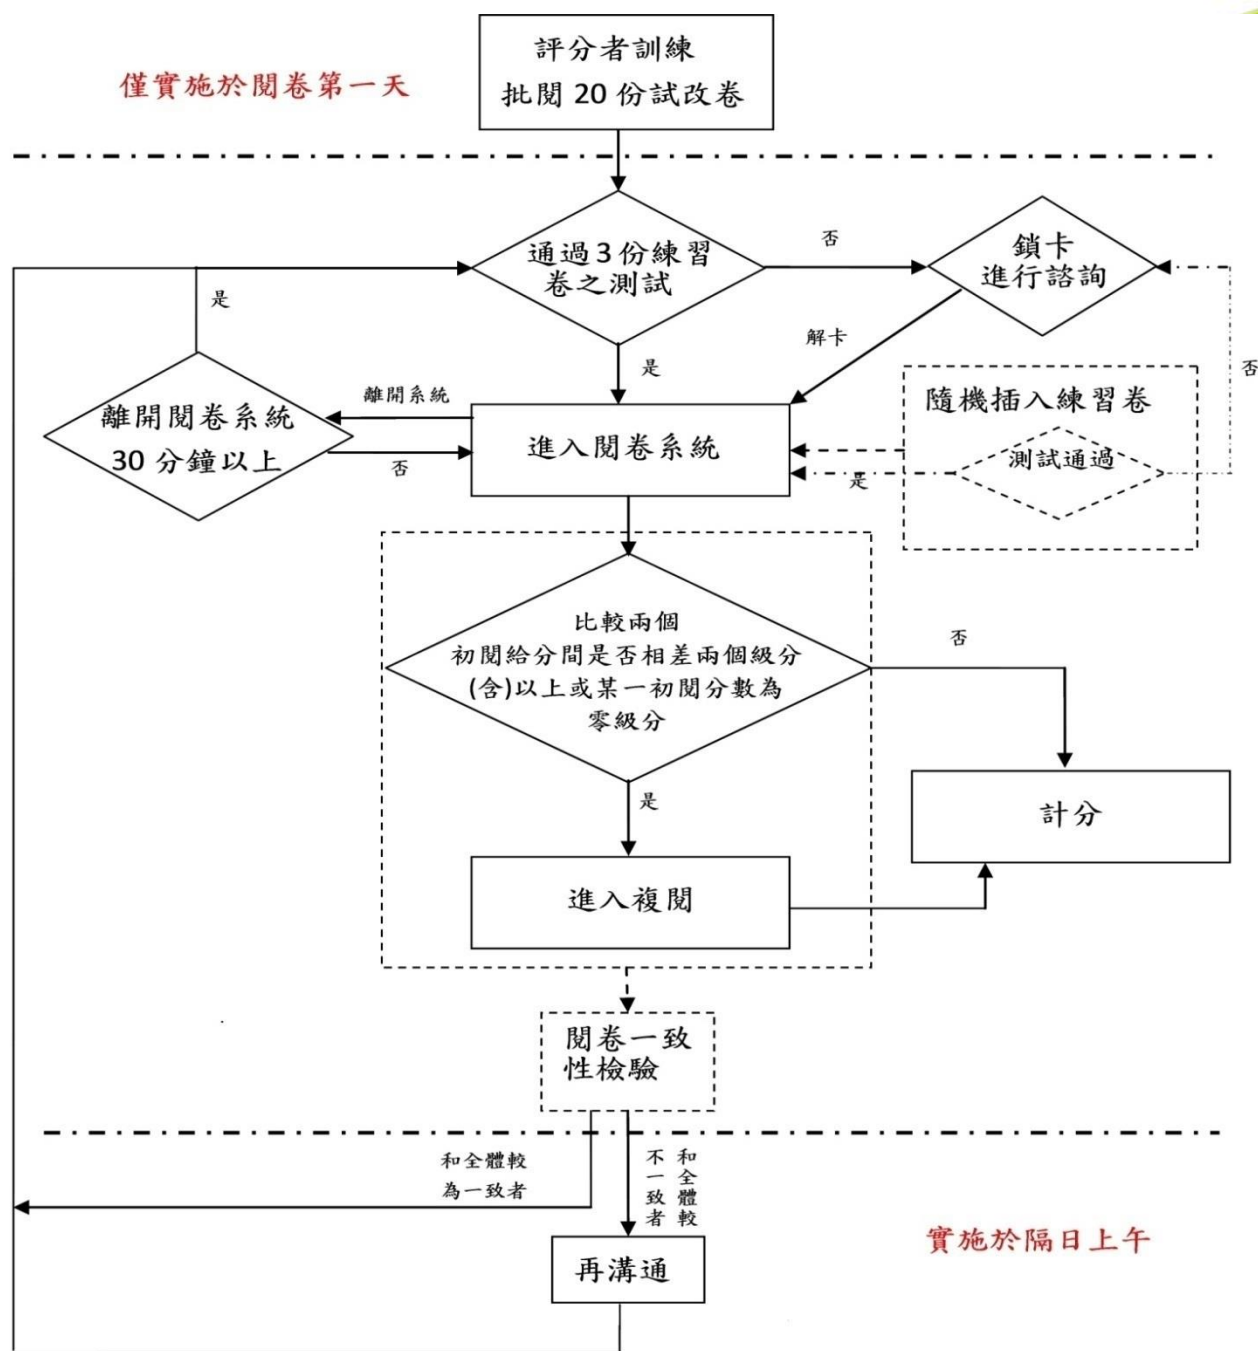 評分者訓練
批閱 20 份試改卷
僅實施於閱卷第一天
通過3份練習
卷之測試
否
鎖卡
進行諮詢
是
解卡
是
否
離開閱卷系統
30 分鐘以上
離開系統
否
進入閱卷系統
隨機插入練習卷
測試通過
是
比較兩個
初閱給分間是否相差兩個級分
(含)以上或某一初閱分數為
零級分
否
是
計分
進入複閱
閱卷一致
性檢驗
和全體較
為一致者
和全體較
不一致者
實施於隔日上午
再溝通